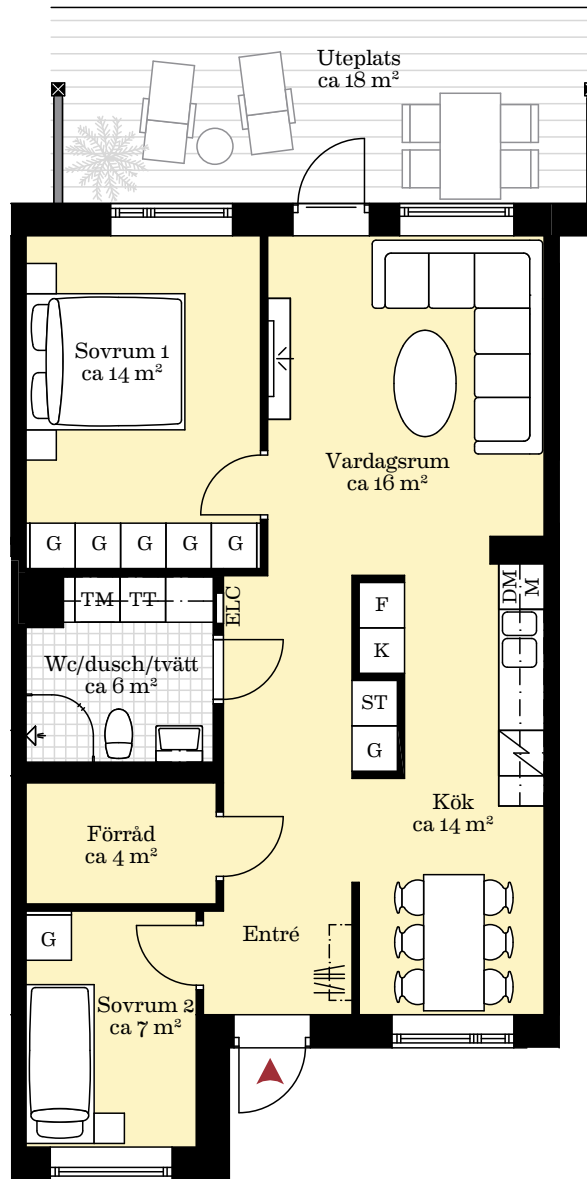 Uteplats
ca 18 m²
Sovrum 1
ca 14 m²
Vardagsrum
ca 16 m²
G G G G G
TM TT
ELC
F
K
DM
M
Wc/dusch/tvätt
ca 6 m²
ST
G
Kök
ca 14 m²
Förråd
ca 4 m²
G
Entré
Sovrum 2
ca 7 m²